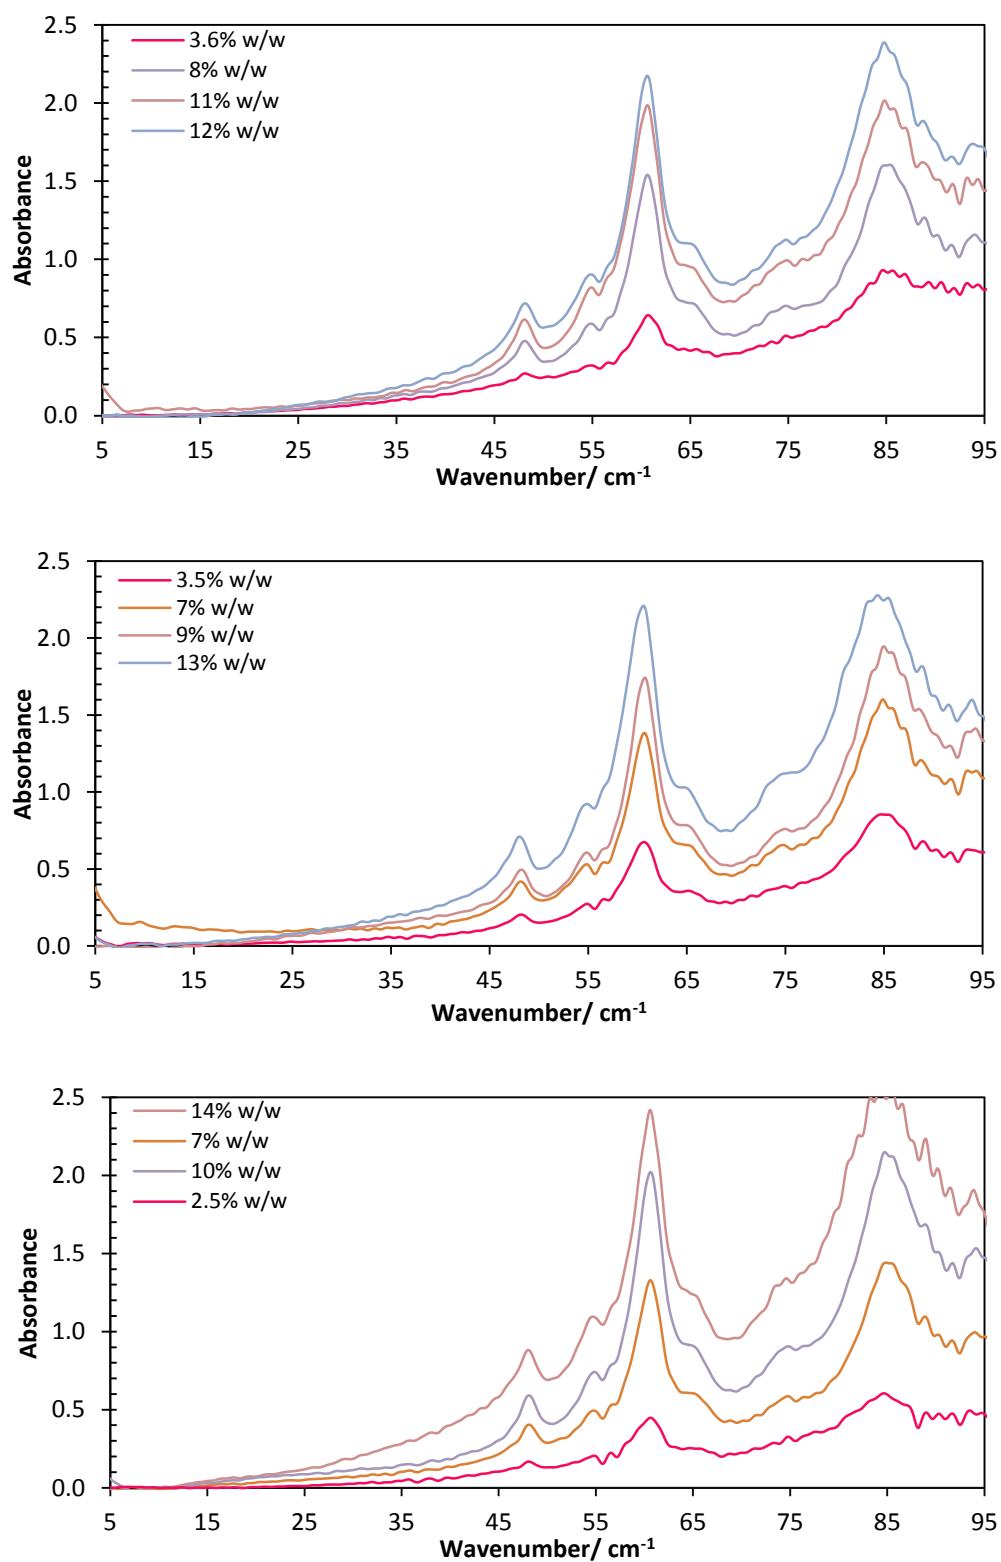 2.5
2.0
1.5
1.0
0.5
0.0
Absorbance
3.6% w/w
8% w/w
11% w/w
12% w/w
5 15 25 35 45 55 65 75 85 95
Wavenumber/ cm-1
2.5
2.0
1.5
1.0
0.5
0.0
Absorbance
3.5% w/w
7% w/w
9% w/w
13% w/w
5 15 25 35 45 55 65 75 85 95
Wavenumber/ cm-1
2.5
2.0
1.5
1.0
0.5
0.0
Absorbance
14% w/w
7% w/w
10% w/w
2.5% w/w
5 15 25 35 45 55 65 75 85 95
Wavenumber/ cm-1